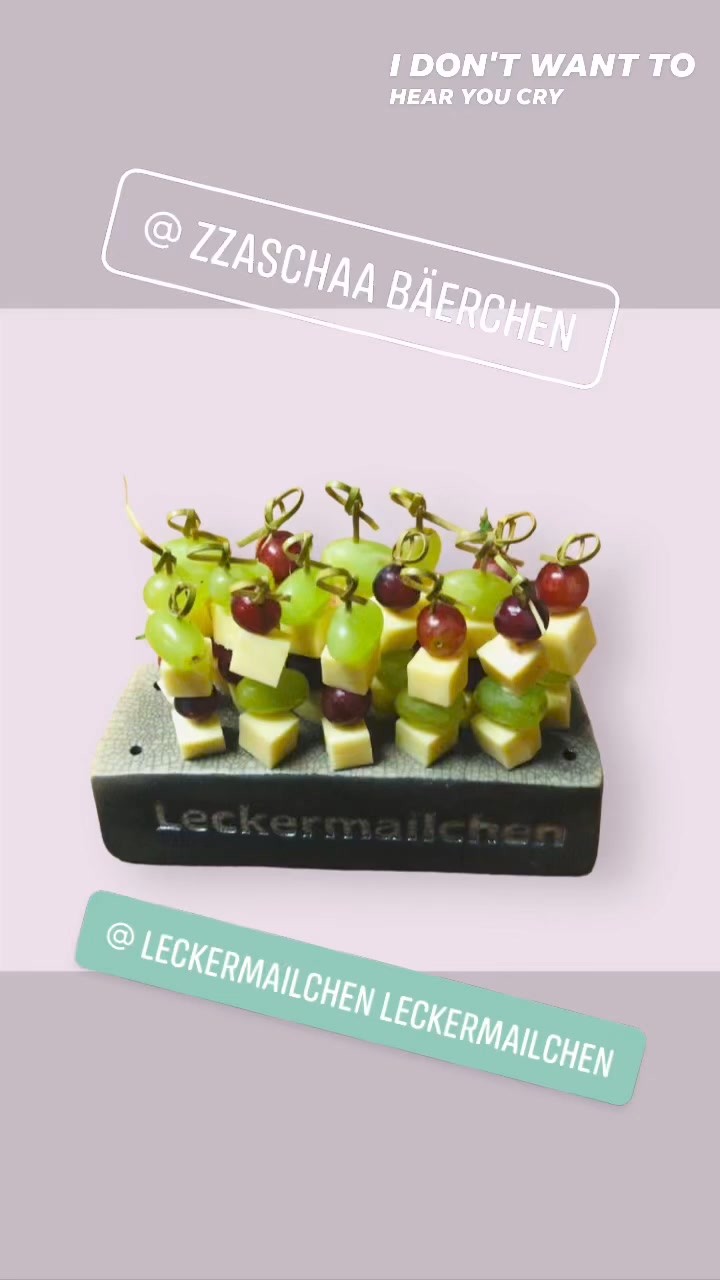 I DON'T WANT TO
HEAR YOU CRY
@ ZZASCHAA BÄERCHEN
Leckermailchen
@ LECKERMAILCHEN LECKERMAILCHEN